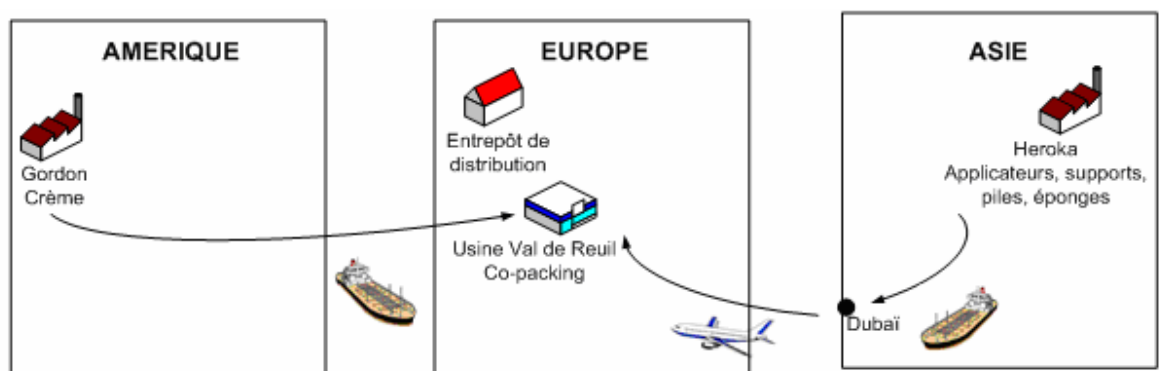 AMERIQUE
Gordon
Crème
EUROPE
Entrepôt de
distribution
Usine Val de Reuil
Co-packing
ASIE
Heroka
Applicateurs, supports,
piles, éponges
Dubaï